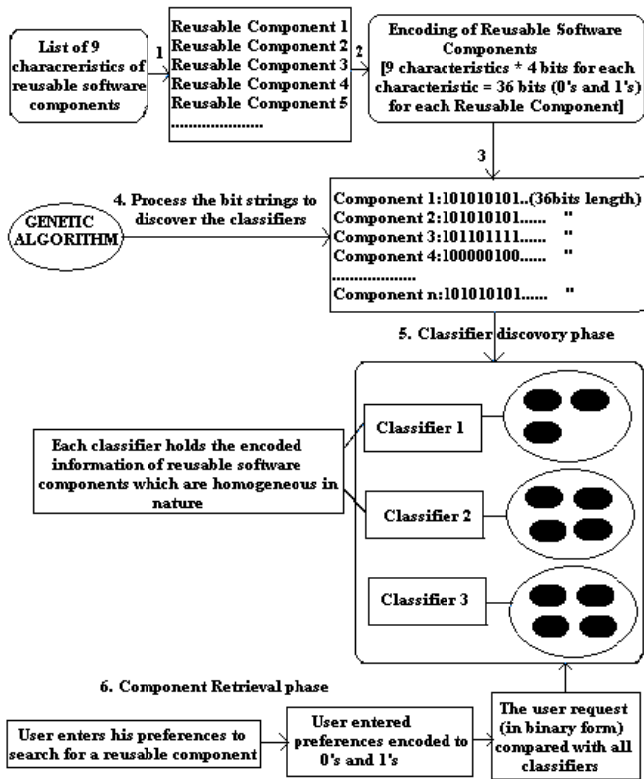 List of 9
characreristics of
reusable software
components
1
Reusable Component 1
Reusable Component 2
Reusable Component 3
Reusable Component 4
Reusable Component 5
.....................
2
Encoding of Reusable Software
Components
[9 characteristics * 4 bits for each
characteristic = 36 bits (0's and 1's)
for each Reusable Component]
3
4. Process the bit strings to
discover the classifiers
GENETIC
ALGORITHM
Component 1:101010101..(36bits length)
Component 2:101010101...... "
Component 3:101101111...... "
Component 4:100000100...... "
...................
Component n:101010101...... "
5. Classifier discovory phase
Each classifier holds the encoded
information of reusable software
components which are homogeneous in
nature
Classifier 1
Classifier 2
Classifier 3
6. Component Retrieval phase
User enters his preferences to
search for a reusable component
User entered
preferences encoded to
0's and 1's
The user request
(in binary form)
compared with all
classifiers